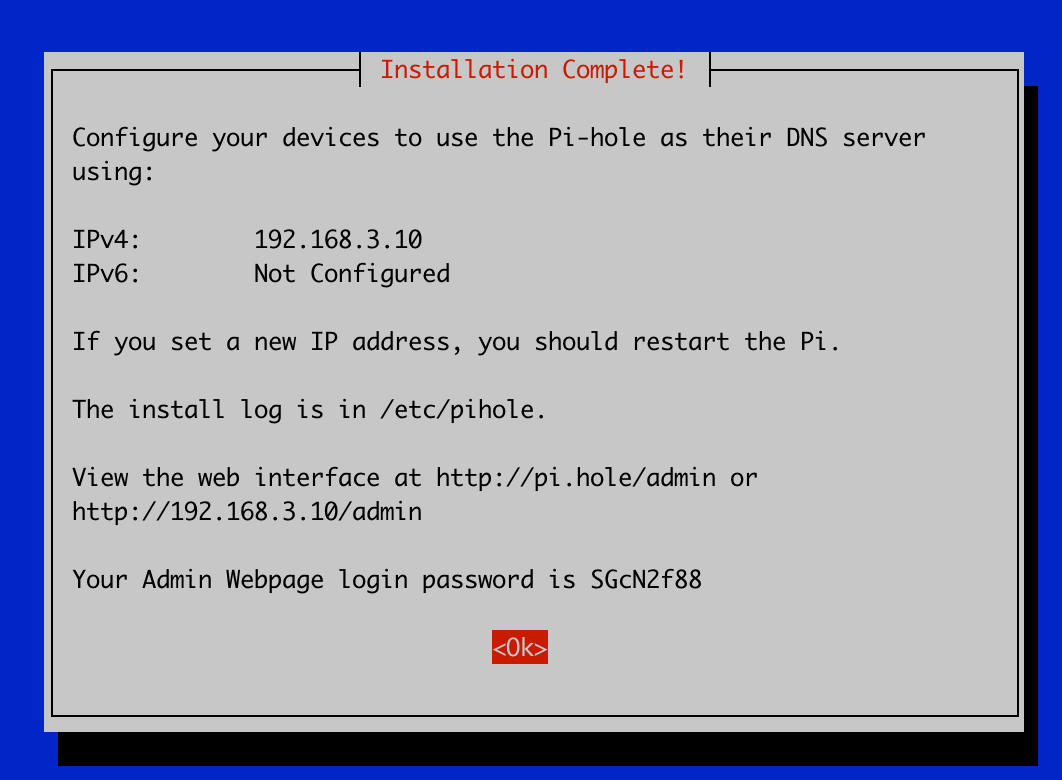 Installation Complete!
Configure your devices to use the Pi-hole as their DNS server
using:
IPv4:        192.168.3.10
IPv6:        Not Configured
If you set a new IP address, you should restart the Pi.
The install log is in /etc/pihole.
View the web interface at http://pi.hole/admin or
http://192.168.3.10/admin
Your Admin Webpage login password is SGcN2f88
<Ok>